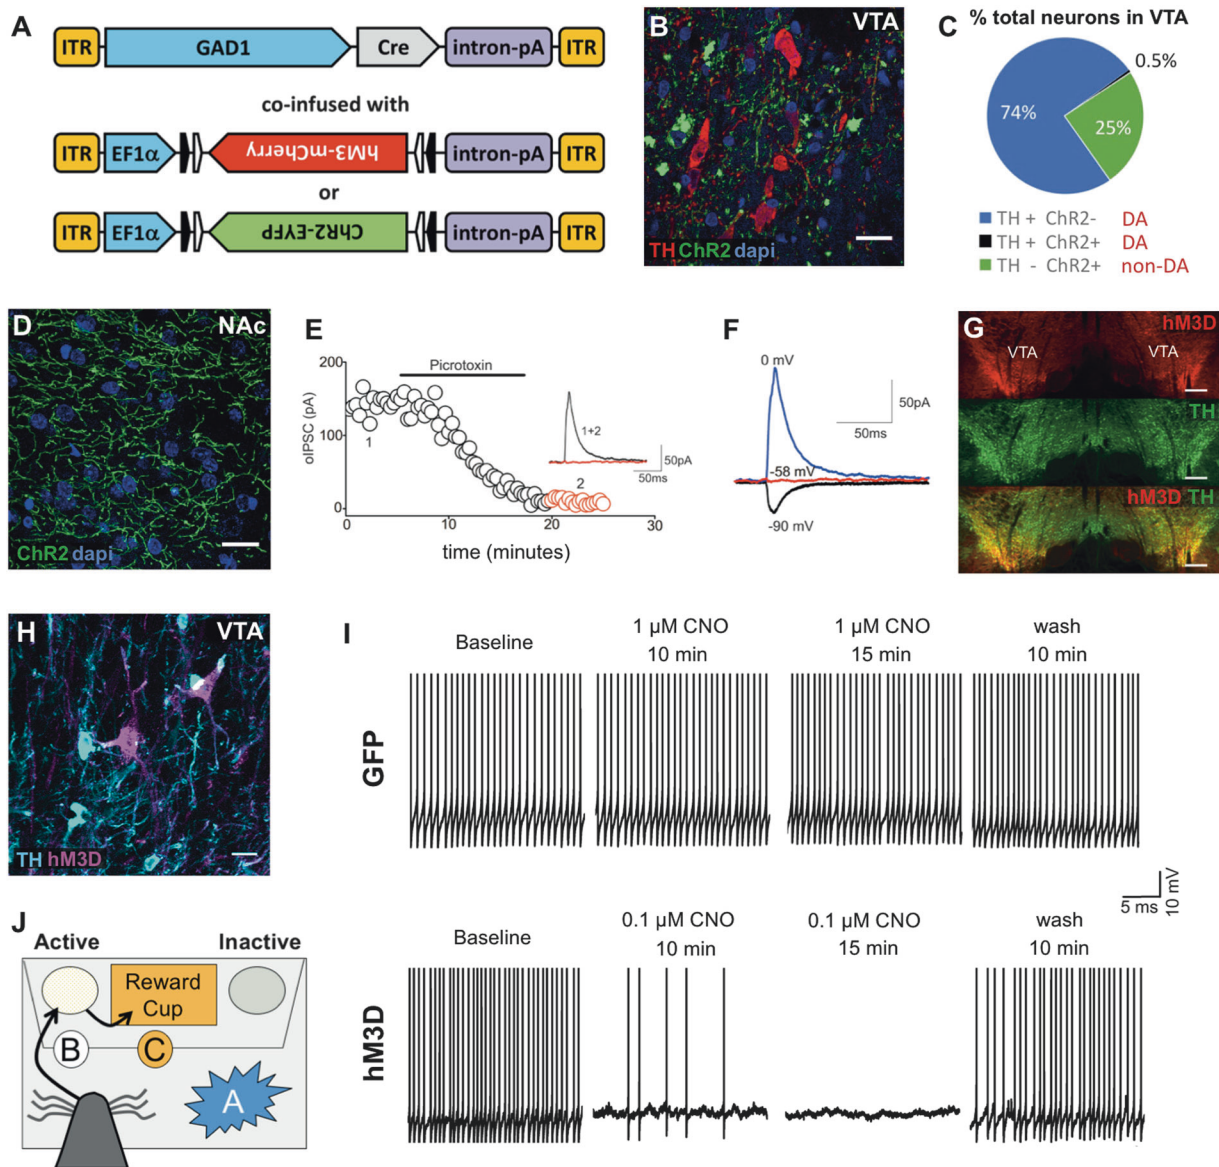 A
ITR GAD1 Cre intron-pA ITR
co-infused with
ITR EF1α hM3-mCherry intron-pA ITR
or
ITR EF1α ChR2-EYFP intron-pA ITR
B VTA
TH ChR2 dapi
C % total neurons in VTA
0.5%
74%
25%
TH + ChR2- DA
TH + ChR2+ DA
TH - ChR2+ non-DA
D NAc
ChR2 dapi
E
Picrotoxin
oIPSC (pA)
200
100
0
1
2
1+2
50pA
50ms
0 10 20 30
time (minutes)
F
0 mV
-58 mV
-90 mV
50pA
50ms
G hM3D
VTA VTA
TH
hM3D TH
H VTA
TH hM3D
I
Baseline
1 µM CNO
10 min
1 µM CNO
15 min
wash
10 min
GFP
5 ms
10 mV
Baseline
0.1 µM CNO
10 min
0.1 µM CNO
15 min
wash
10 min
hM3D
J
Active Inactive
Reward
Cup
B C
A